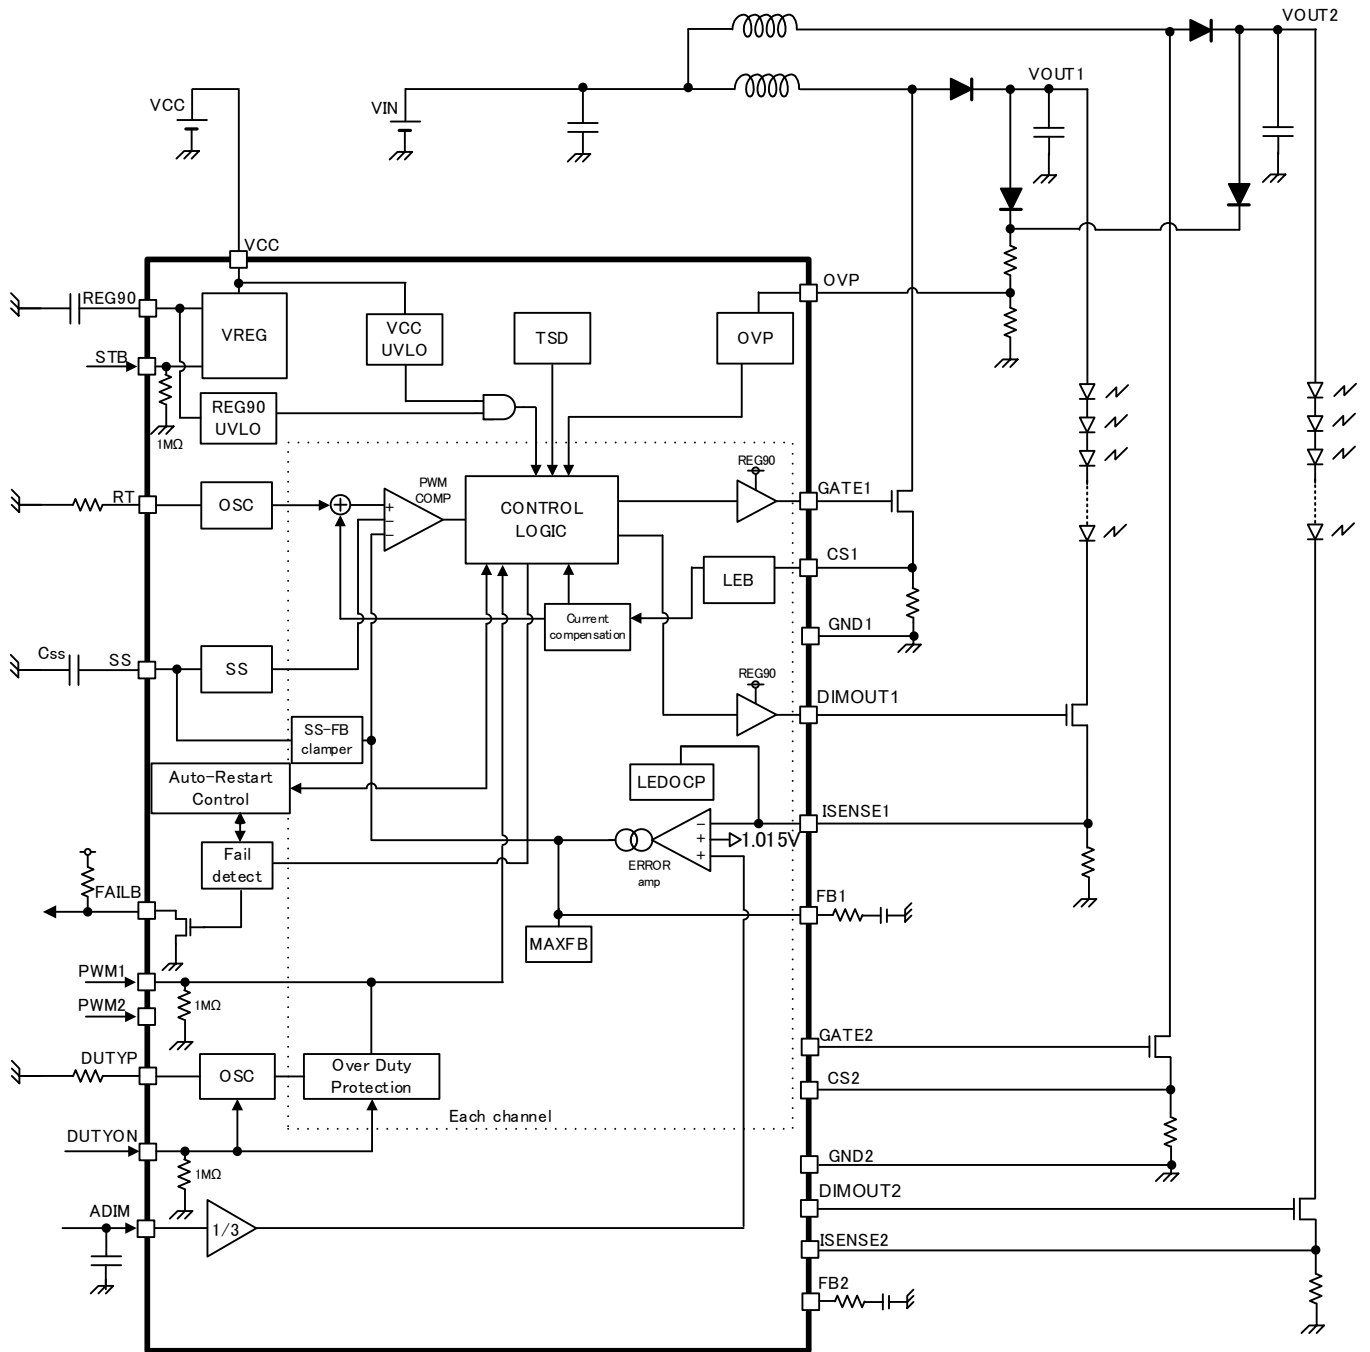 VOUT2
VOUT1
VCC
VIN
VCC
REG90
STB
1MΩ
VREG
VCC
UVLO
TSD
OVP
OVP
REG90
UVLO
RT
OSC
PWM
COMP
CONTROL
LOGIC
REG90
GATE1
LEB
CS1
Current
compensation
GND1
Css
SS
SS
REG90
DIMOUT1
SS-FB
clamper
Auto-Restart
Control
LEDOCP
ISENSE1
1.015V
ERROR
amp
Fail
detect
FAILB
FB1
MAXFB
PWM1
1MΩ
PWM2
DUTYP
OSC
Over Duty
Protection
Each channel
GATE2
CS2
DUTYON
1MΩ
GND2
ADIM
1/3
DIMOUT2
ISENSE2
FB2